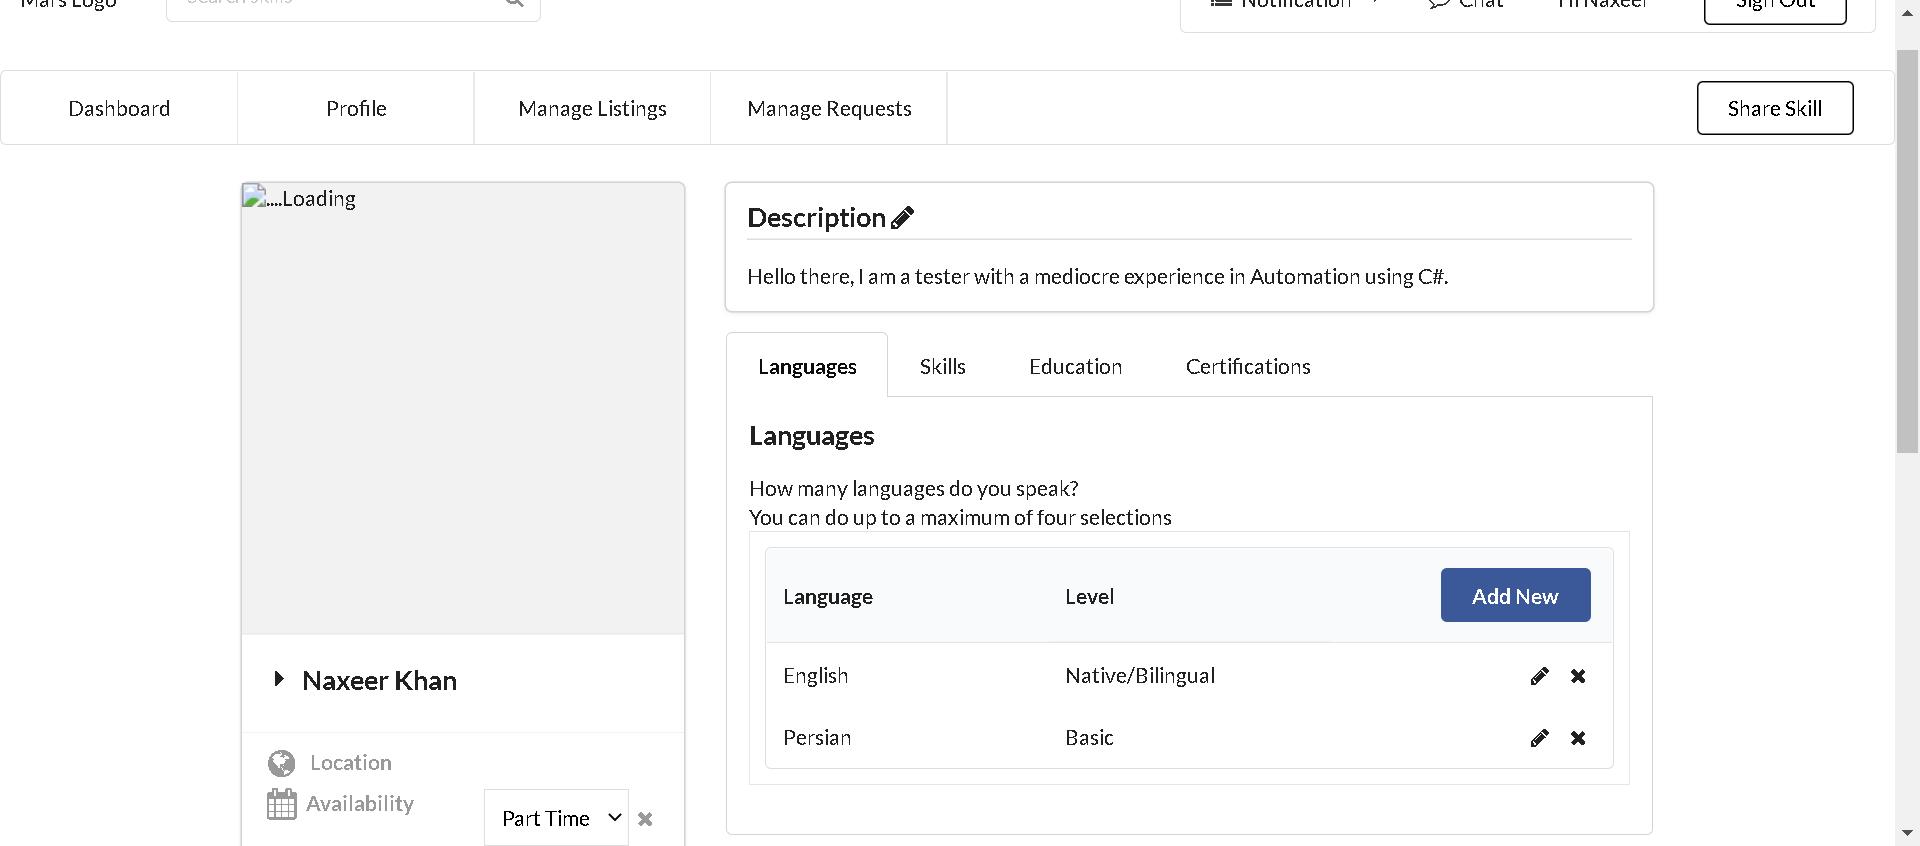 Mars Logo
Search skills
Notification
Chat
Hi Naxeer
Sign Out
Dashboard
Profile
Manage Listings
Manage Requests
Share Skill
....Loading
Description
Hello there, I am a tester with a mediocre experience in Automation using C#.
Languages
Skills
Education
Certifications
Languages
How many languages do you speak?
You can do up to a maximum of four selections
Language
Level
Add New
English
Native/Bilingual
Persian
Basic
Naxeer Khan
Location
Availability
Part Time